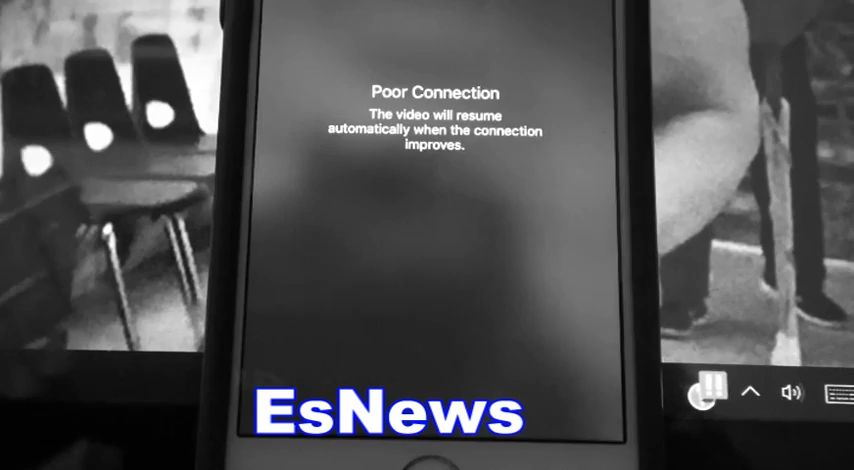 Poor Connection
The video will resume
automatically when the connection
improves.
EsNews